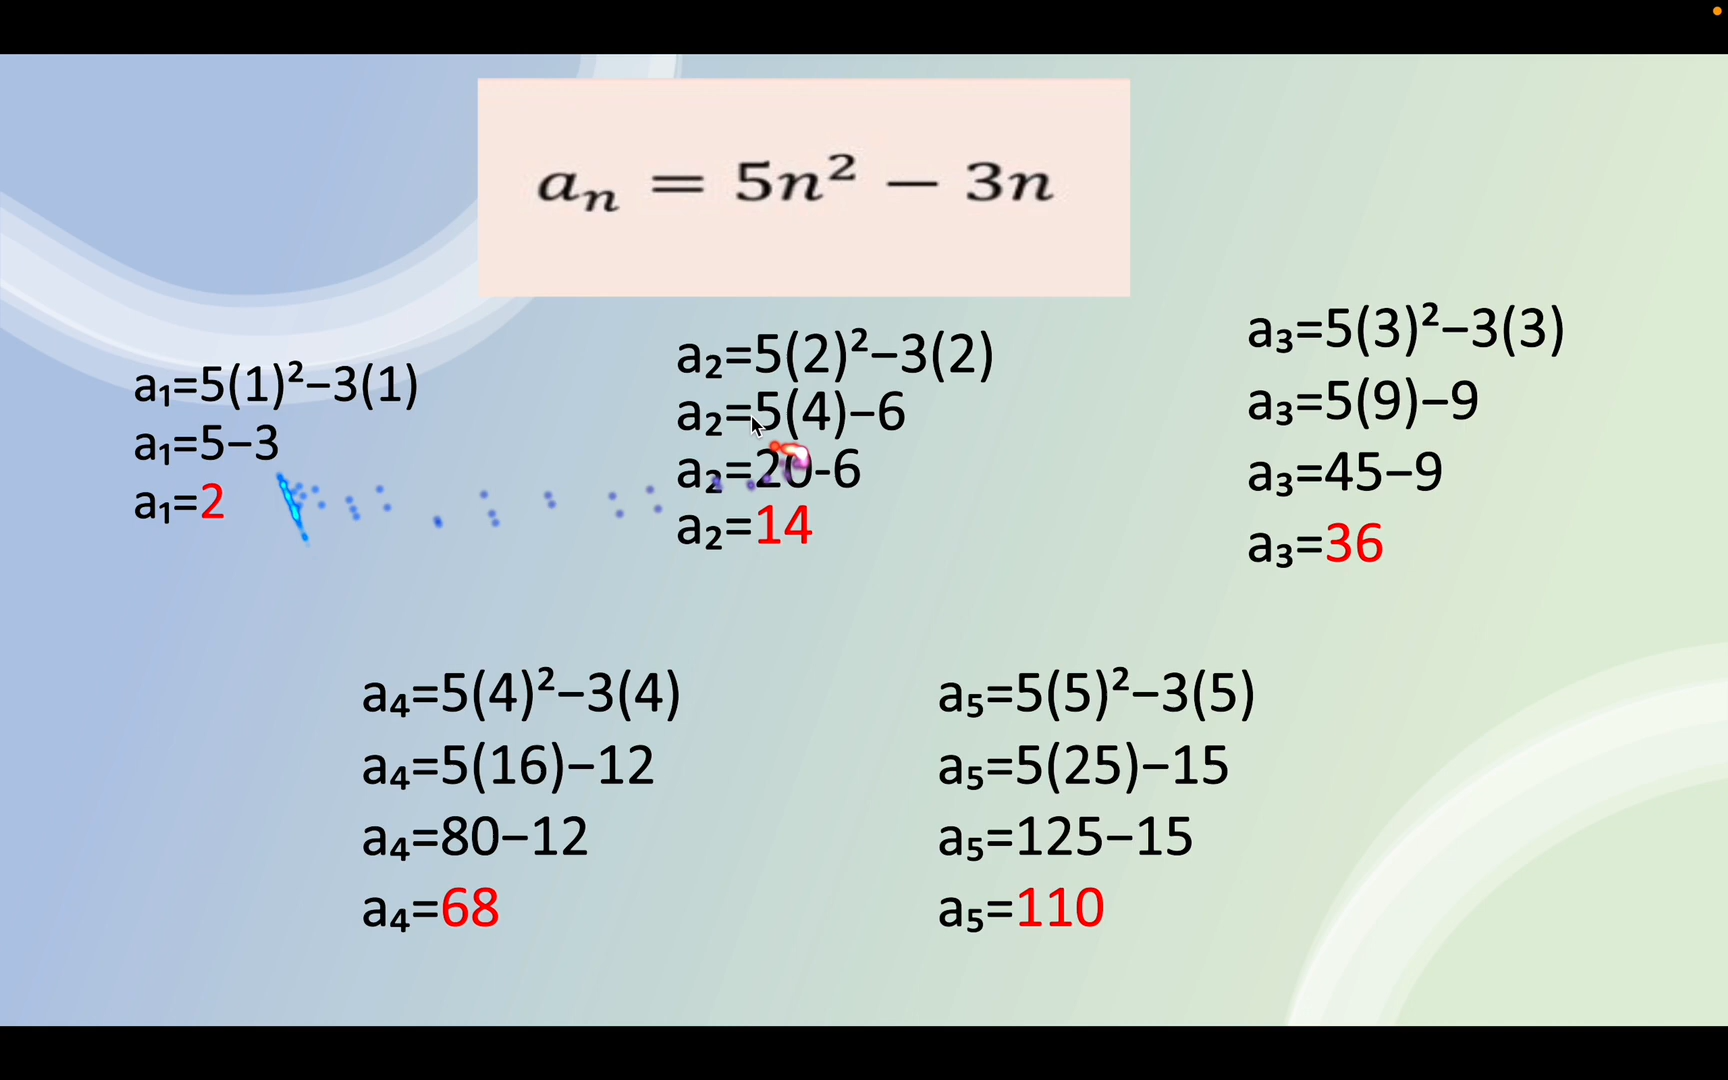 aₙ = 5n² − 3n
a₁=5(1)²−3(1)
a₁=5−3
a₁=2
a₂=5(2)²−3(2)
a₂=5(4)−6
a₂=20-6
a₂=14
a₃=5(3)²−3(3)
a₃=5(9)−9
a₃=45−9
a₃=36
a₄=5(4)²−3(4)
a₄=5(16)−12
a₄=80−12
a₄=68
a₅=5(5)²−3(5)
a₅=5(25)−15
a₅=125−15
a₅=110